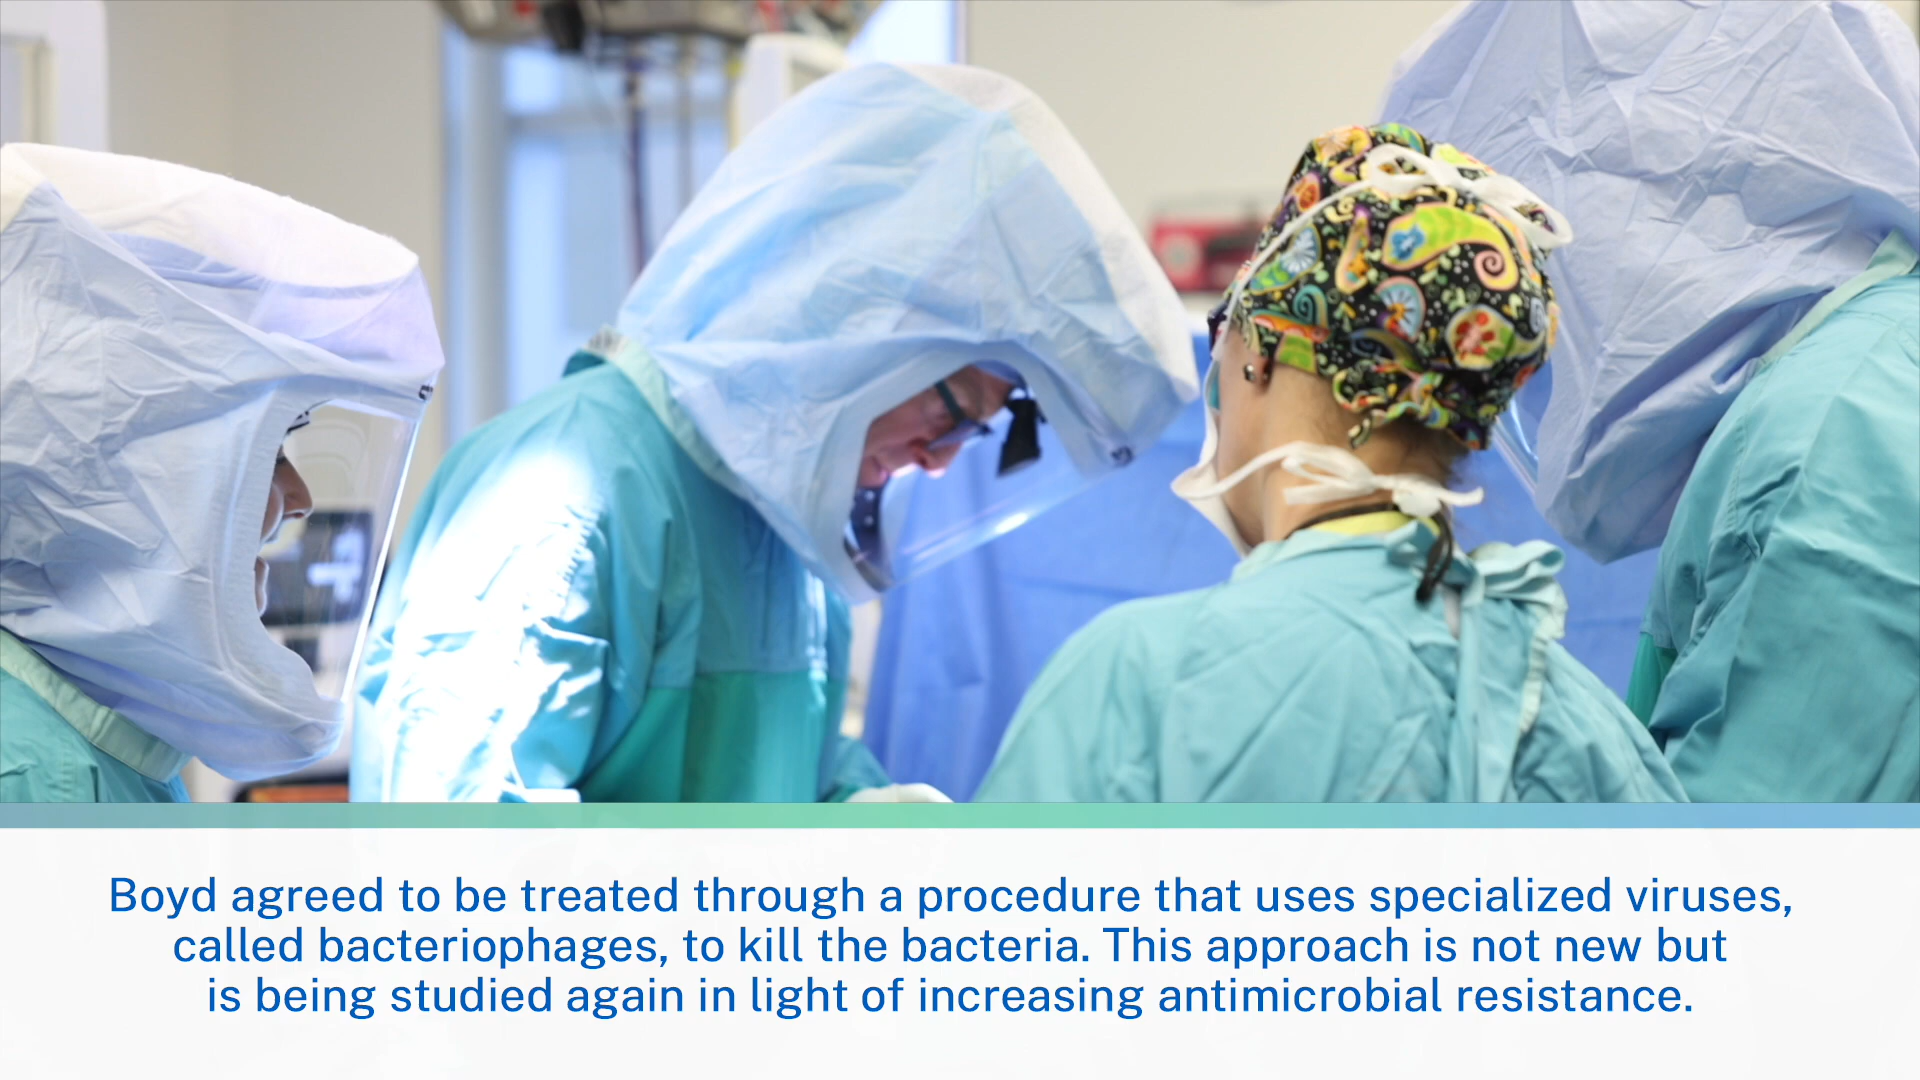 Boyd agreed to be treated through a procedure that uses specialized viruses,
called bacteriophages, to kill the bacteria. This approach is not new but
is being studied again in light of increasing antimicrobial resistance.